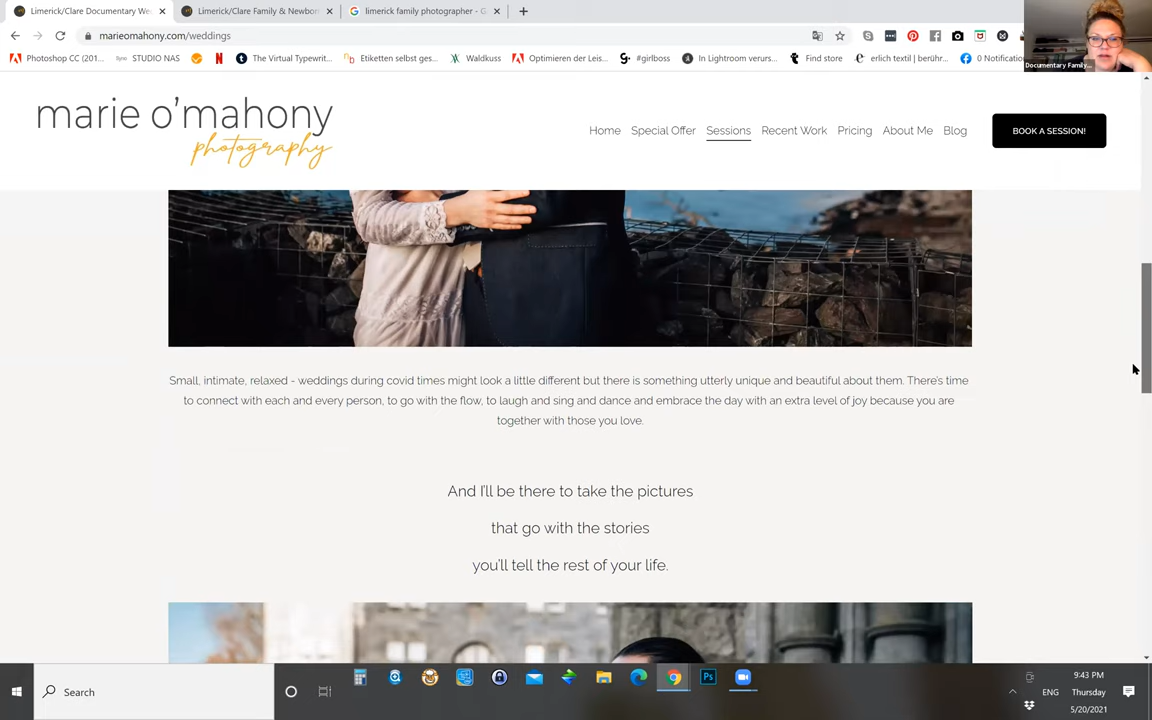 Limerick/Clare Documentary We
Limerick/Clare Family & Newborn
limerick family photographer - G
marieomahony.com/weddings
Photoshop CC (201...
Sync
STUDIO NAS
The Virtual Typewrit...
Etiketten selbst ges...
Waldkuss
Optimieren der Leis...
#girlboss
In Lightroom verurs...
Find store
erlich textil | berühr...
0 Notification
Documentary Family...
marie o'mahony
photography
Home
Special Offer
Sessions
Recent Work
Pricing
About Me
Blog
BOOK A SESSION!
Small, intimate, relaxed - weddings during covid times might look a little different but there is something utterly unique and beautiful about them. There's time
to connect with each and every person, to go with the flow, to laugh and sing and dance and embrace the day with an extra level of joy because you are
together with those you love.
And I'll be there to take the pictures
that go with the stories
you'll tell the rest of your life.
Search
9:43 PM
ENG
Thursday
5/20/2021